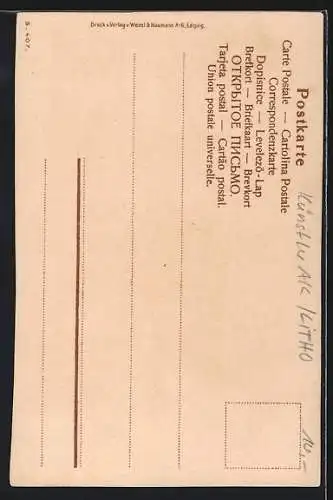 Postkarte
Carte Postale — Cartolina Postale
Correspondenzkarte
Dopisnice — Levelező-Lap
Brefkort — Briefkaart — Brevkort
ОТКРЫТОЕ ПИСЬМО.
Tarjeta postal — Cartão postal.
Union postale universelle.
Druck u Verlag v Wezel & Naumann A-G, Leipzig.
S. 407.
Künstler AK / LITHO